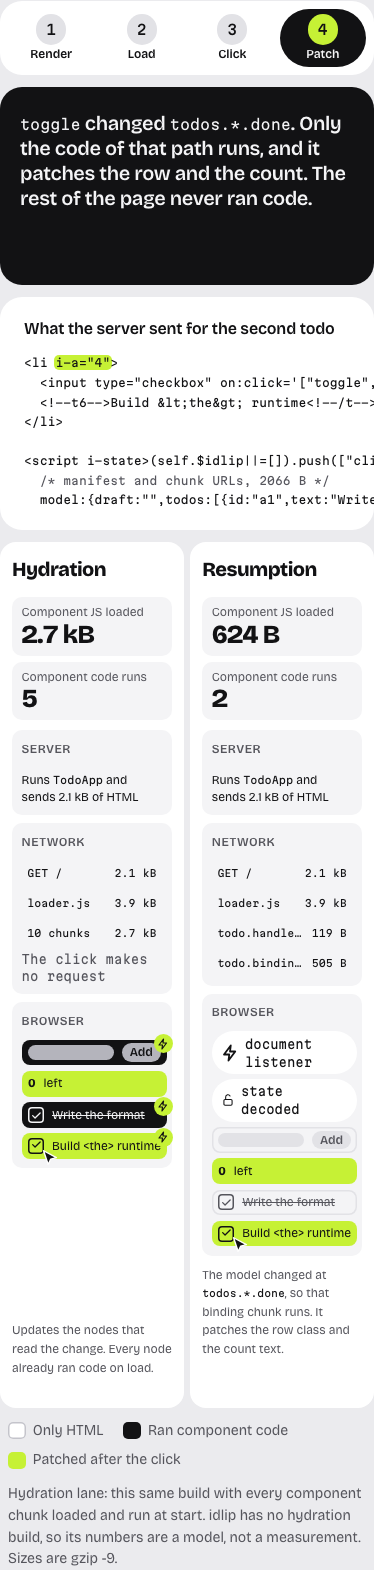 1 2 3 4
Render Load Click Patch
toggle changed todos.*.done. Only
the code of that path runs, and it
patches the row and the count. The
rest of the page never ran code.
What the server sent for the second todo
<li i-a="4">
<input type="checkbox" on:click='["toggle",
<!--t6-->Build &lt;the&gt; runtime<!--/t-->
</li>
<script i-state>(self.$idlip||=[]).push(["cli
/* manifest and chunk URLs, 2066 B */
model:{draft:"",todos:[{id:"a1",text:"Write
Hydration
Component JS loaded
2.7 kB
Component code runs
5
SERVER
Runs TodoApp and
sends 2.1 kB of HTML
NETWORK
GET / 2.1 kB
loader.js 3.9 kB
10 chunks 2.7 kB
The click makes
no request
BROWSER
Add
0 left
Write the format
Build <the> runtime
Updates the nodes that
read the change. Every node
already ran code on load.
Resumption
Component JS loaded
624 B
Component code runs
2
SERVER
Runs TodoApp and
sends 2.1 kB of HTML
NETWORK
GET / 2.1 kB
loader.js 3.9 kB
todo.handle… 119 B
todo.bindin… 505 B
BROWSER
document
listener
state
decoded
Add
0 left
Write the format
Build <the> runtime
The model changed at
todos.*.done, so that
binding chunk runs. It
patches the row class and
the count text.
Only HTML Ran component code
Patched after the click
Hydration lane: this same build with every component
chunk loaded and run at start. idlip has no hydration
build, so its numbers are a model, not a measurement.
Sizes are gzip -9.